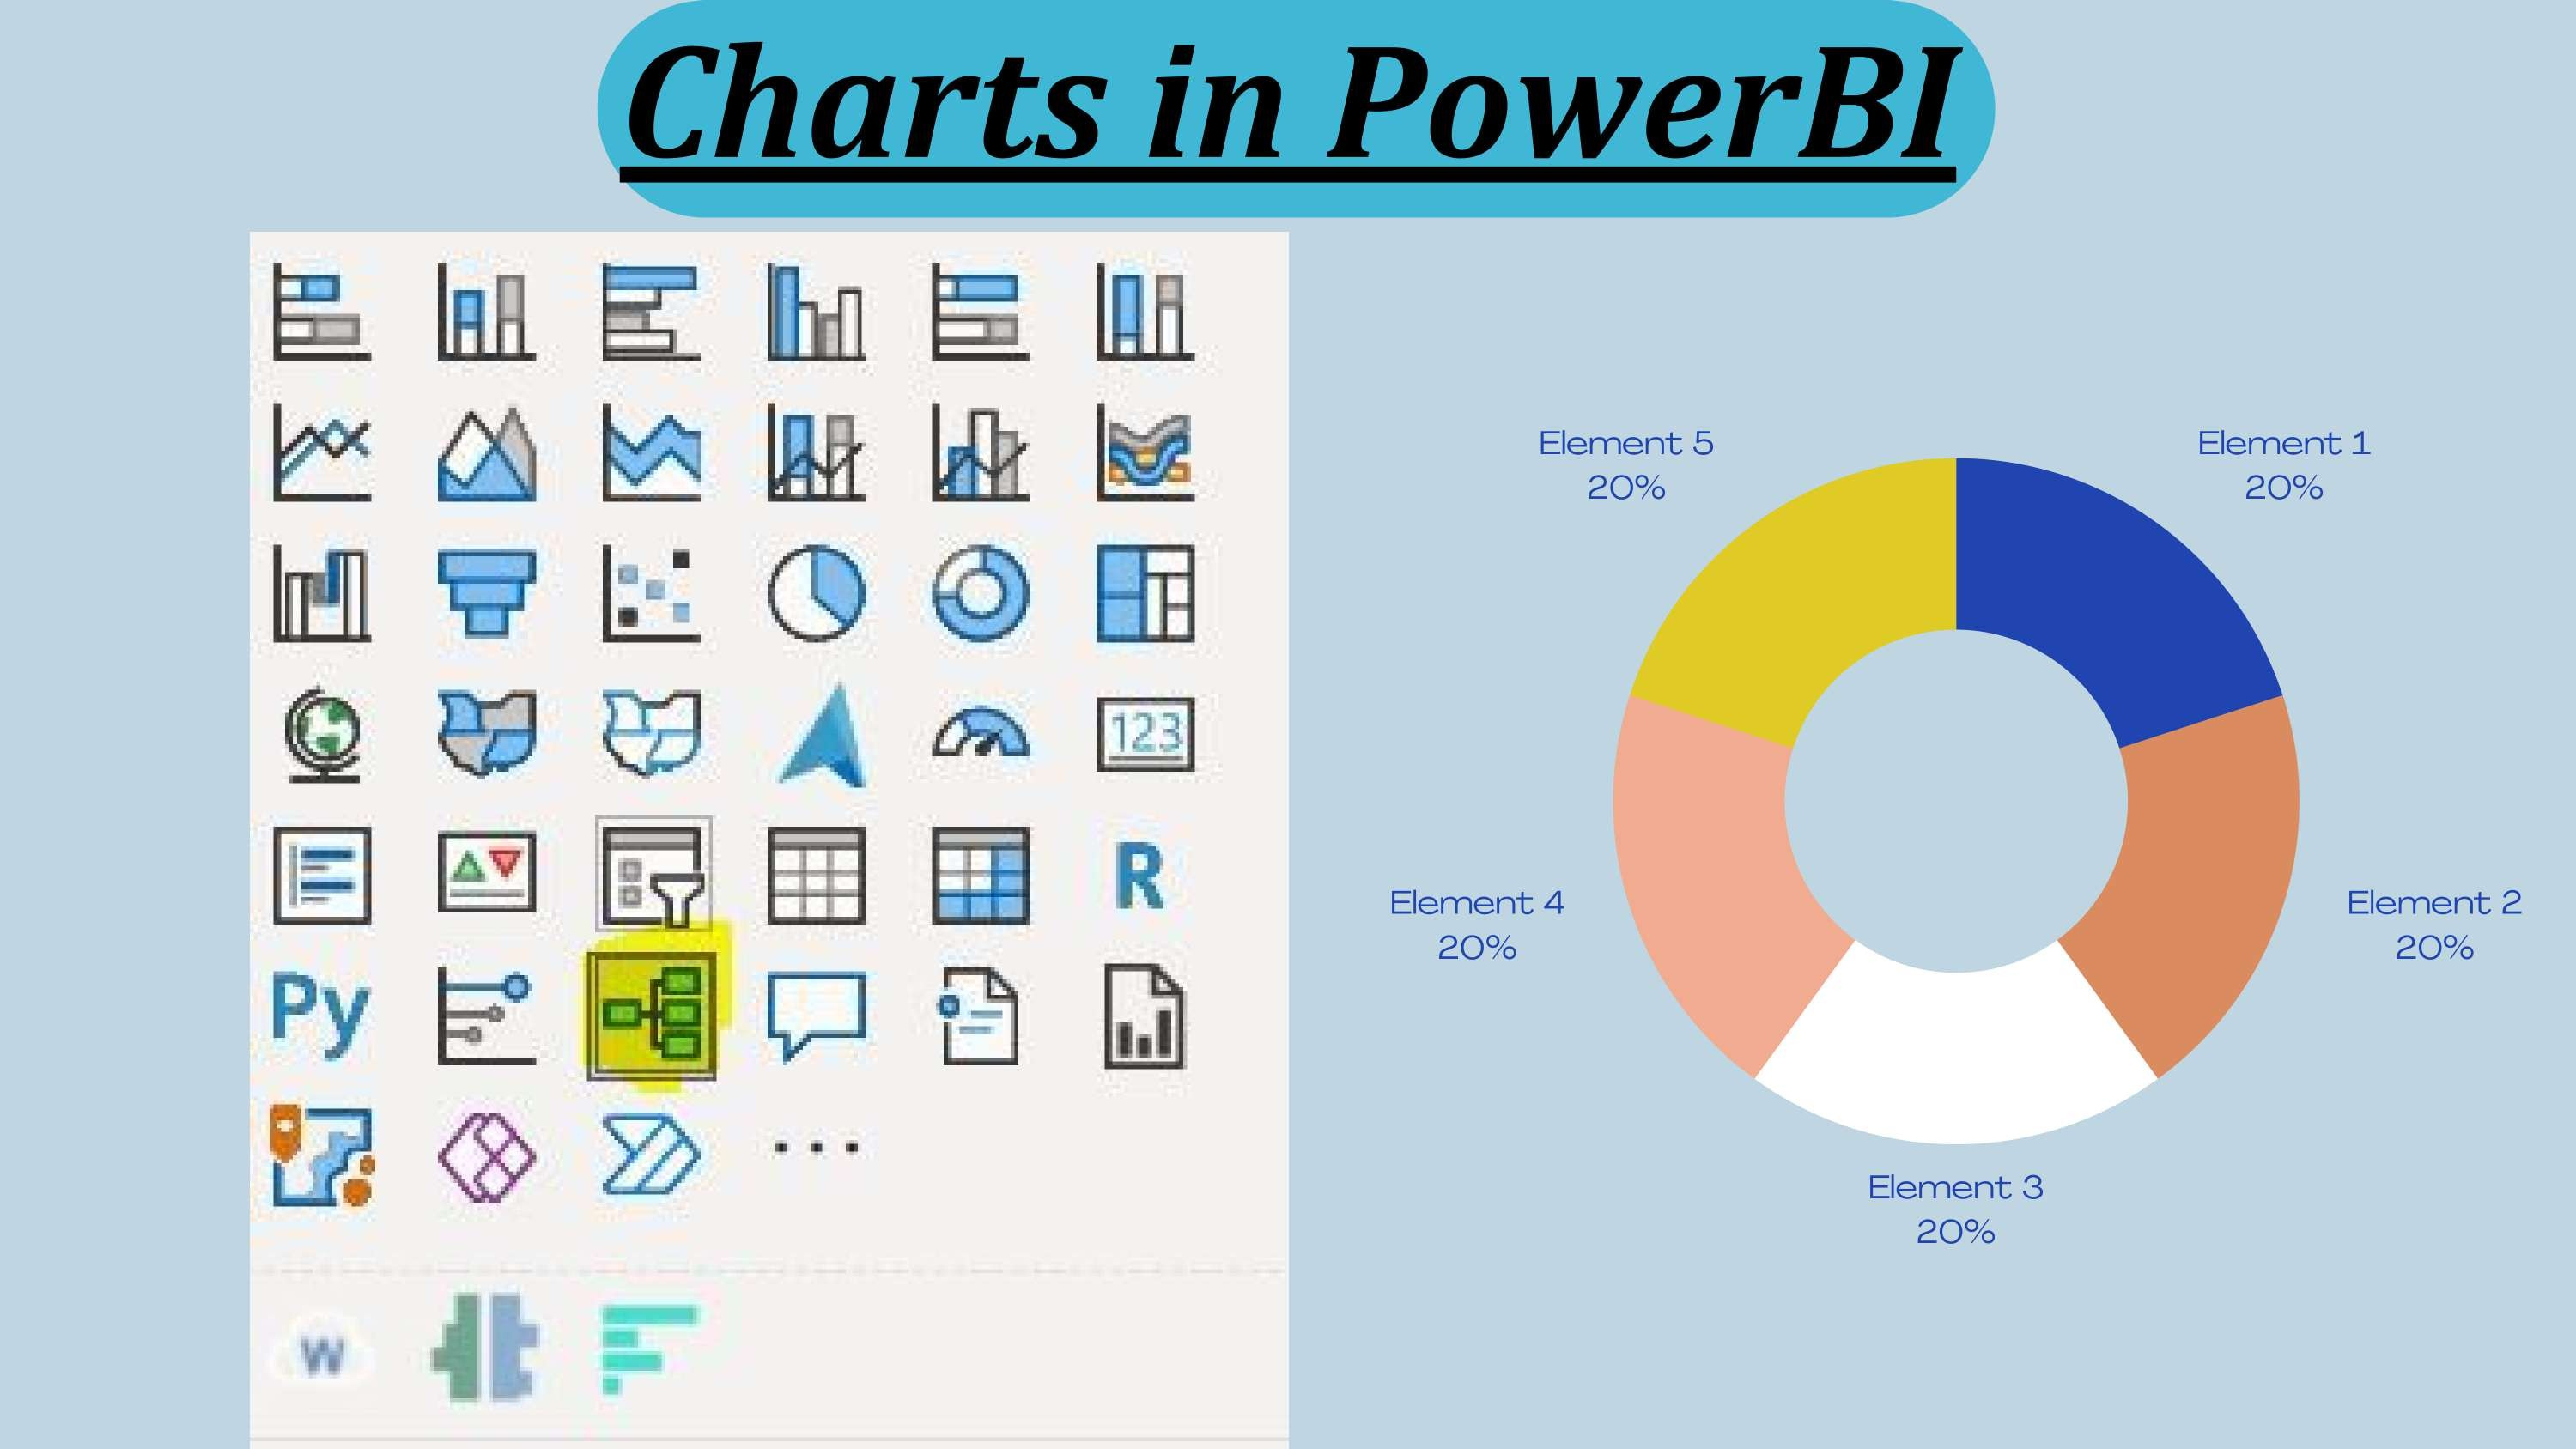 Charts in PowerBI
123
R
Py
W
Element 5
20%
Element 1
20%
Element 4
20%
Element 2
20%
Element 3
20%